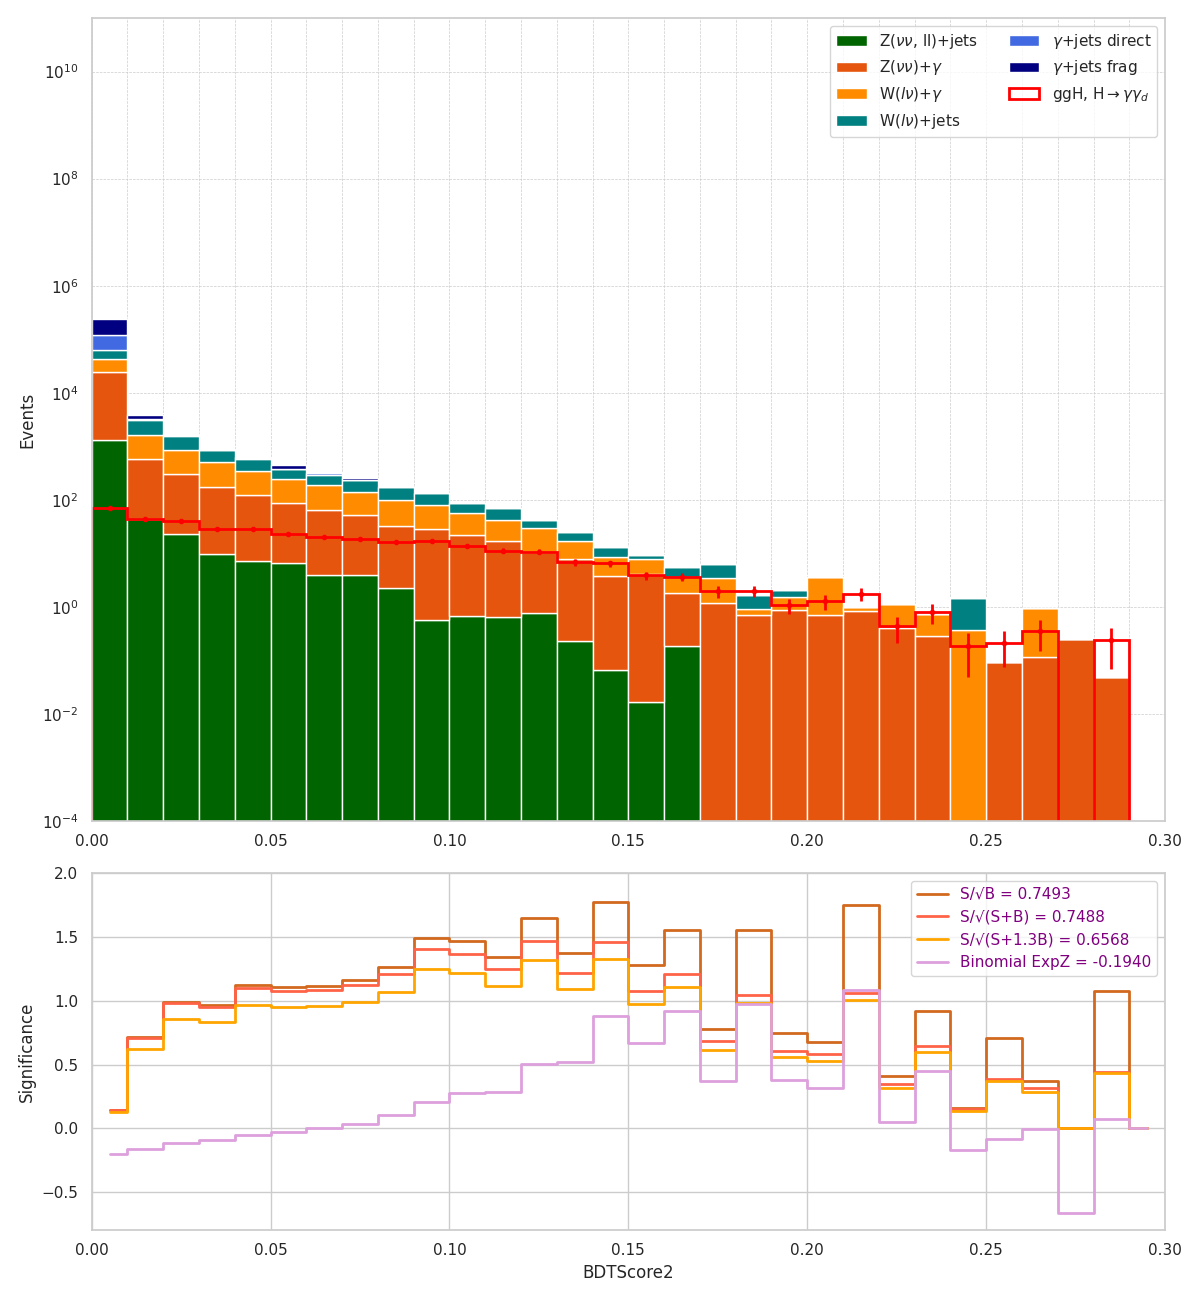 Z(νν, ll)+jets
Z(νν)+γ
W(lν)+γ
W(lν)+jets
γ+jets direct
γ+jets frag
ggH, H→γγ_d
10^10
10^8
10^6
10^4
10^2
10^0
10^−2
10^−4
Events
0.00 0.05 0.10 0.15 0.20 0.25 0.30
S/√B = 0.7493
S/√(S+B) = 0.7488
S/√(S+1.3B) = 0.6568
Binomial ExpZ = -0.1940
2.0
1.5
1.0
0.5
0.0
−0.5
Significance
0.00 0.05 0.10 0.15 0.20 0.25 0.30
BDTScore2